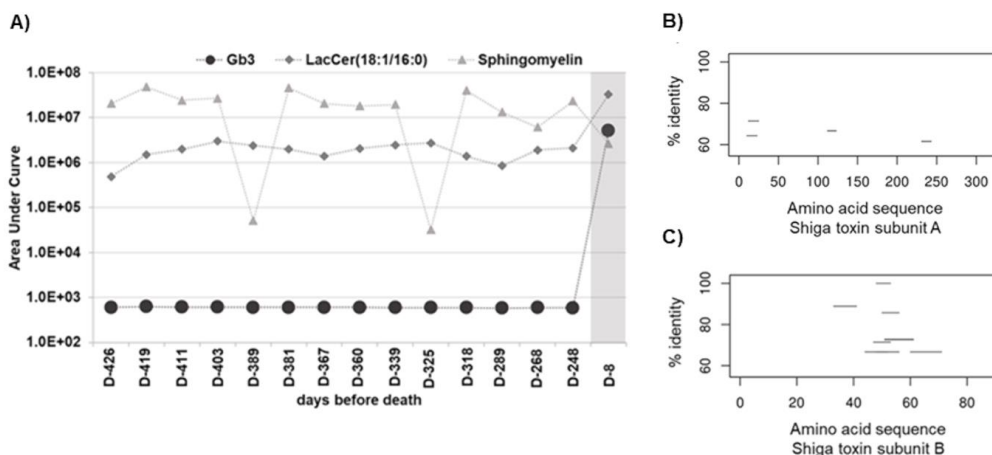 A)
Gb3 LacCer(18:1/16:0) Sphingomyelin
1.0E+08
1.0E+07
1.0E+06
1.0E+05
1.0E+04
1.0E+03
1.0E+02
Area Under Curve
D-426 D-419 D-411 D-403 D-389 D-381 D-367 D-360 D-339 D-325 D-318 D-289 D-268 D-248 D-8
days before death
B)
100
80
60
% identity
0 50 100 150 200 250 300
Amino acid sequence
Shiga toxin subunit A
C)
100
80
60
% identity
0 20 40 60 80
Amino acid sequence
Shiga toxin subunit B